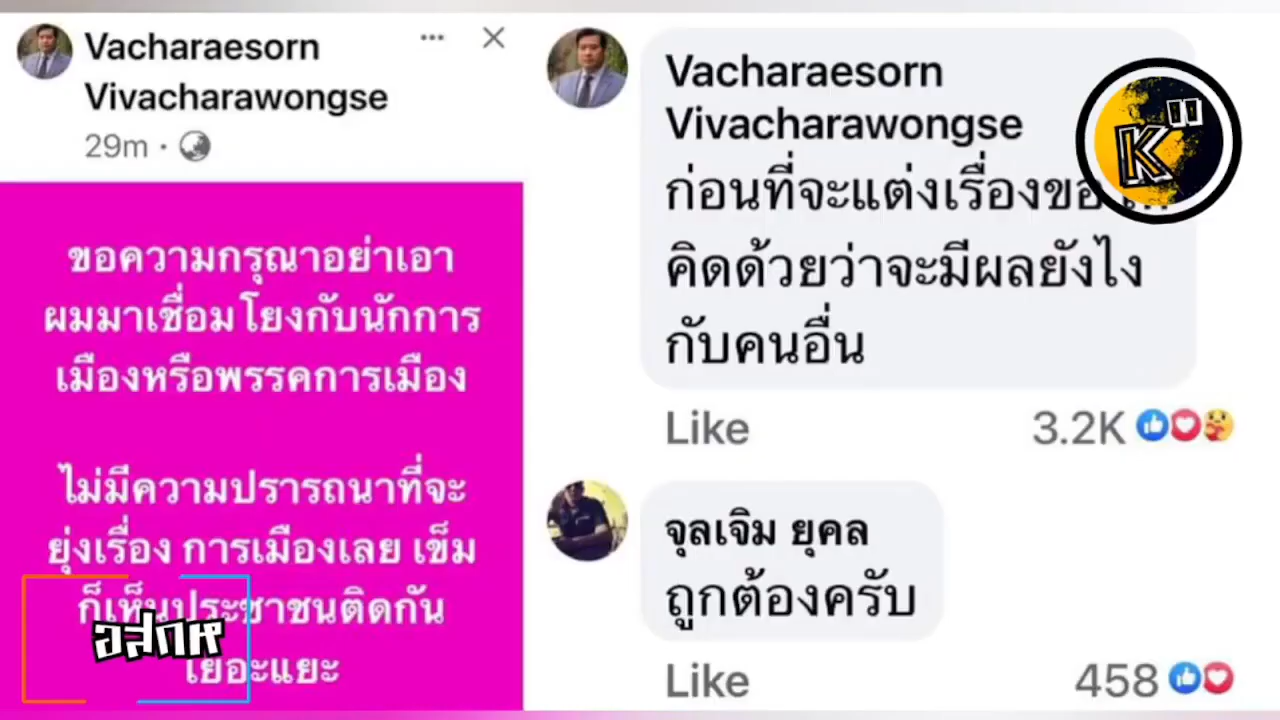 Vacharaesorn
Vivacharawongse
29m
ขอความกรุณาอย่าเอา
ผมมาเชื่อมโยงกับนักการ
เมืองหรือพรรคการเมือง
ไม่มีความปรารถนาที่จะ
ยุ่งเรื่อง การเมืองเลย เข็ม
ก็เห็นประชาชนติดกัน
เยอะแยะ
อสกห
Vacharaesorn
Vivacharawongse
ก่อนที่จะแต่งเรื่อง
คิดด้วยว่าจะมีผลยังไง
กับคนอื่น
Like 3.2K
จุลเจิม ยุคล
ถูกต้องครับ
Like 458
K"